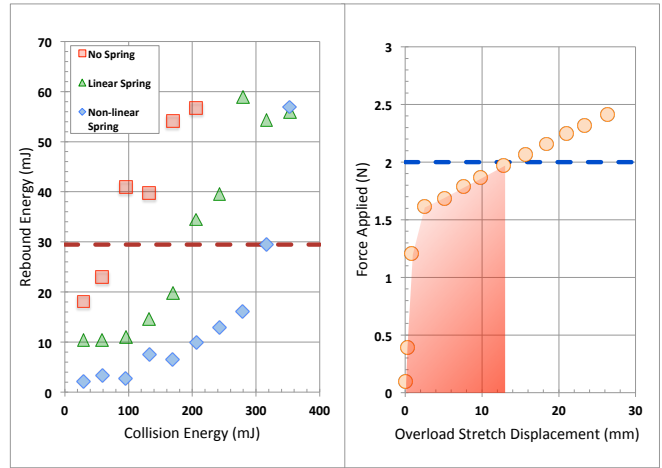 70
60
50
40
30
20
10
0
No Spring
Linear Spring
Non-linear
Spring
Rebound Energy (mJ)
0 100 200 300 400
Collision Energy (mJ)
3
2.5
2
1.5
1
0.5
0
Force Applied (N)
0 10 20 30
Overload Stretch Displacement (mm)